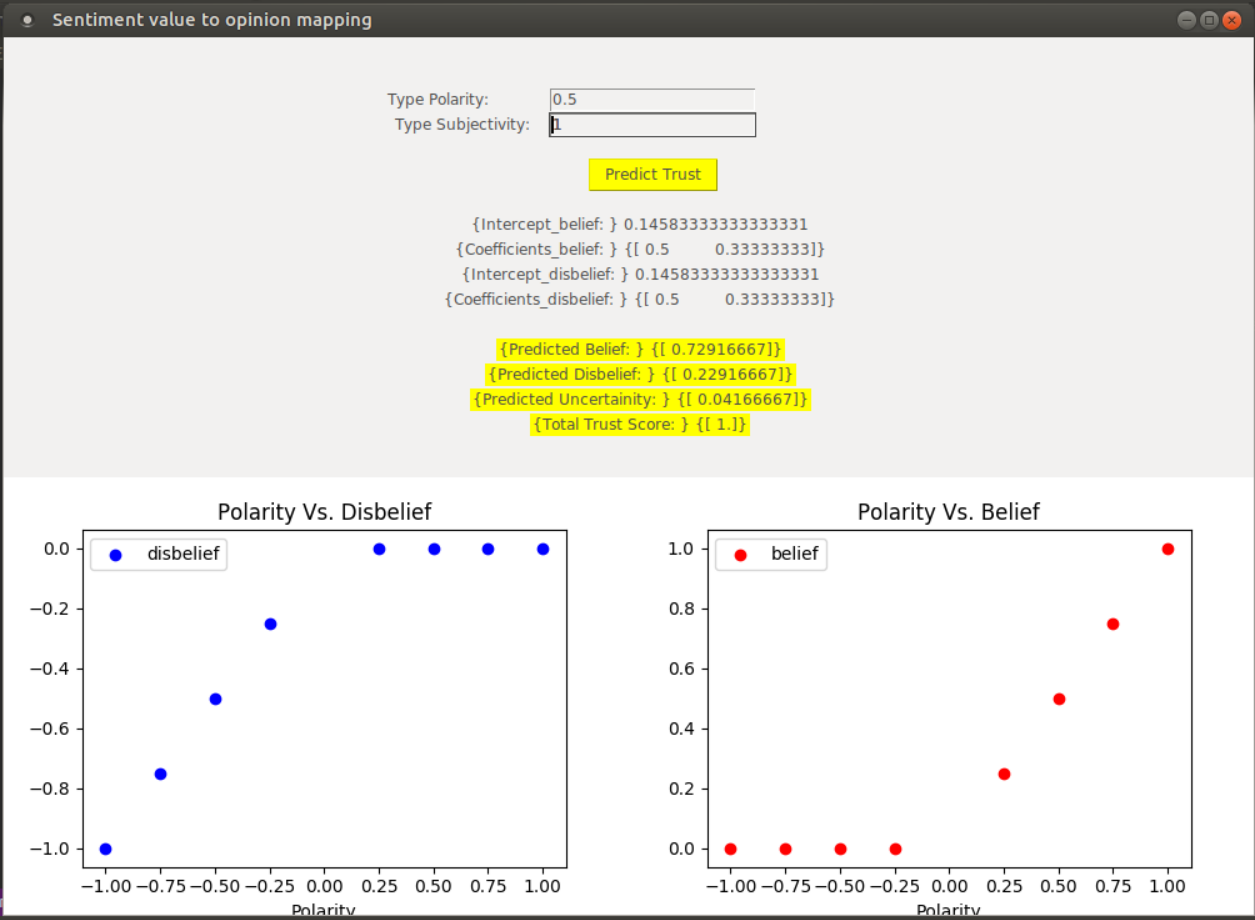 Sentiment value to opinion mapping
Type Polarity: 0.5
Type Subjectivity: 1
Predict Trust
{Intercept_belief: } 0.14583333333333331
{Coefficients_belief: } {[ 0.5 0.33333333]}
{Intercept_disbelief: } 0.14583333333333331
{Coefficients_disbelief: } {[ 0.5 0.33333333]}
{Predicted Belief: } {[ 0.72916667]}
{Predicted Disbelief: } {[ 0.22916667]}
{Predicted Uncertainity: } {[ 0.04166667]}
{Total Trust Score: } {[ 1.]}
Polarity Vs. Disbelief
disbelief
0.0
−0.2
−0.4
−0.6
−0.8
−1.0
−1.00 −0.75 −0.50 −0.25 0.00 0.25 0.50 0.75 1.00
Polarity
Polarity Vs. Belief
belief
1.0
0.8
0.6
0.4
0.2
0.0
−1.00 −0.75 −0.50 −0.25 0.00 0.25 0.50 0.75 1.00
Polarity